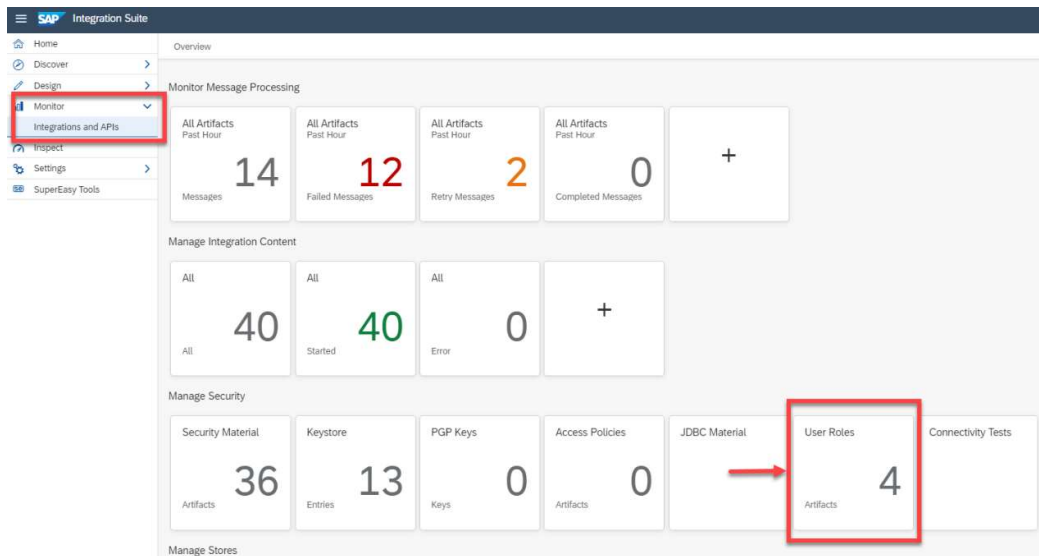 SAP Integration Suite
Home
Discover
Design
Monitor
Integrations and APIs
Inspect
Settings
SuperEasy Tools
Overview
Monitor Message Processing
All Artifacts
Past Hour
14
Messages
All Artifacts
Past Hour
12
Failed Messages
All Artifacts
Past Hour
2
Retry Messages
All Artifacts
Past Hour
0
Completed Messages
+
Manage Integration Content
All
40
All
All
40
Started
All
0
Error
+
Manage Security
Security Material
36
Artifacts
Keystore
13
Entries
PGP Keys
0
Keys
Access Policies
0
Artifacts
JDBC Material
User Roles
4
Artifacts
Connectivity Tests
Manage Stores